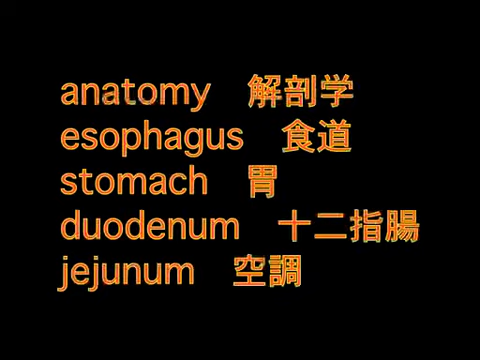 anatomy 解剖学
esophagus 食道
stomach 胃
duodenum 十二指腸
jejunum 空調